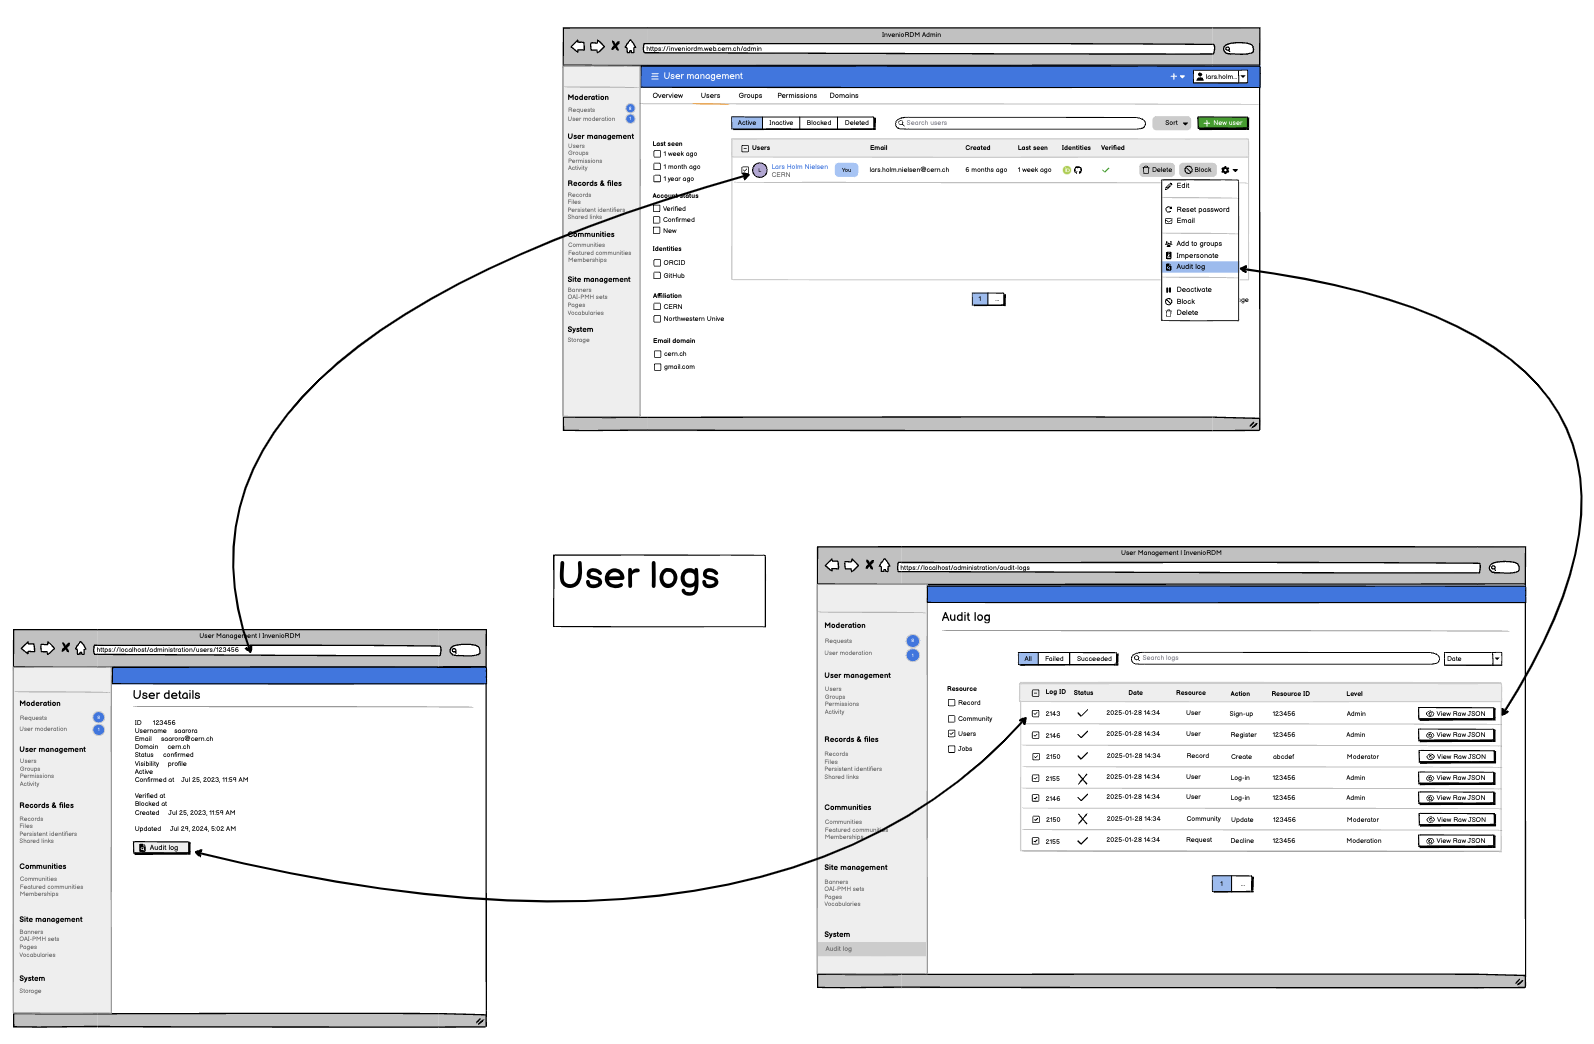 InvenioRDM Admin
https://inveniordm.web.cern.ch/admin
User management
lars.holm...
Overview Users Groups Permissions Domains
Moderation
Requests 8
User moderation 1
User management
Users
Groups
Permissions
Activity
Records & files
Records
Files
Persistent identifiers
Shared links
Communities
Communities
Featured communities
Memberships
Site management
Banners
OAI-PMH sets
Pages
Vocabularies
System
Storage
Active Inactive Blocked Deleted
Search users
Sort
+ New user
Last seen
1 week ago
1 month ago
1 year ago
Account status
Verified
Confirmed
New
Identities
ORCID
GitHub
Affiliation
CERN
Northwestern Unive
Email domain
cern.ch
gmail.com
Users Email Created Last seen Identities Verified
L Lars Holm Nielsen You lars.holm.nielsen@cern.ch 6 months ago 1 week ago iD Delete Block
CERN
Edit
Reset password
Email
Add to groups
Impersonate
Audit log
Deactivate
Block
Delete
1 ...
ge
User logs
User Management | InvenioRDM
https://localhost/administration/users/123456
Moderation
Requests 8
User moderation 1
User management
Users
Groups
Permissions
Activity
Records & files
Records
Files
Persistent identifiers
Shared links
Communities
Communities
Featured communities
Memberships
Site management
Banners
OAI-PMH sets
Pages
Vocabularies
System
Storage
User details
ID 123456
Username saarora
Email saarora@cern.ch
Domain cern.ch
Status confirmed
Visibility profile
Active
Confirmed at Jul 25, 2023, 11:59 AM
Verified at
Blocked at
Created Jul 25, 2023, 11:59 AM
Updated Jul 29, 2024, 5:02 AM
Audit log
User Management | InvenioRDM
https://localhost/administration/audit-logs
Moderation
Requests 8
User moderation 1
User management
Users
Groups
Permissions
Activity
Records & files
Records
Files
Persistent identifiers
Shared links
Communities
Communities
Featured communities
Memberships
Site management
Banners
OAI-PMH sets
Pages
Vocabularies
System
Audit log
Audit log
All Failed Succeeded
Search logs
Date
Resource
Record
Community
Users
Jobs
Log ID Status Date Resource Action Resource ID Level
2143 2025-01-28 14:34 User Sign-up 123456 Admin View Raw JSON
2146 2025-01-28 14:34 User Register 123456 Admin View Raw JSON
2150 2025-01-28 14:34 Record Create abcdef Moderator View Raw JSON
2155 2025-01-28 14:34 User Log-in 123456 Admin View Raw JSON
2146 2025-01-28 14:34 User Log-in 123456 Admin View Raw JSON
2150 2025-01-28 14:34 Community Update 123456 Moderator View Raw JSON
2155 2025-01-28 14:34 Request Decline 123456 Moderation View Raw JSON
1 ...